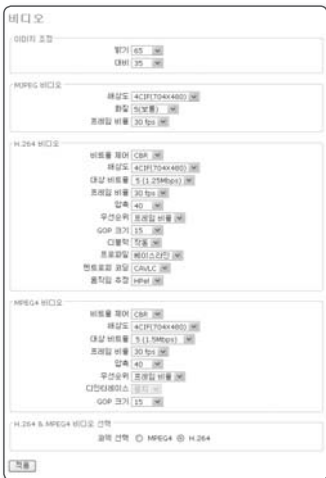 비디오
이미지 조정
밝기 65
대비 35
MJPEG 비디오
해상도 4CIF(704X480)
화질 5(보통)
프레임 비율 30 fps
H.264 비디오
비트율 제어 CBR
해상도 4CIF(704X480)
대상 비트율 5 (1.25Mbps)
프레임 비율 30 fps
압축 40
우선순위 프레임 비율
GOP 크기 15
디블락 작동
프로파일 베이스라인
엔트로피 코딩 CAVLC
움직임 추정 HPel
MPEG4 비디오
비트율 제어 CBR
해상도 4CIF(704X480)
대상 비트율 5 (1.5Mbps)
프레임 비율 30 fps
압축 40
우선순위 프레임 비율
디인터레이스
GOP 크기 15
H.264 & MPEG4 비디오 선택
코덱 선택 MPEG4 H.264
적용